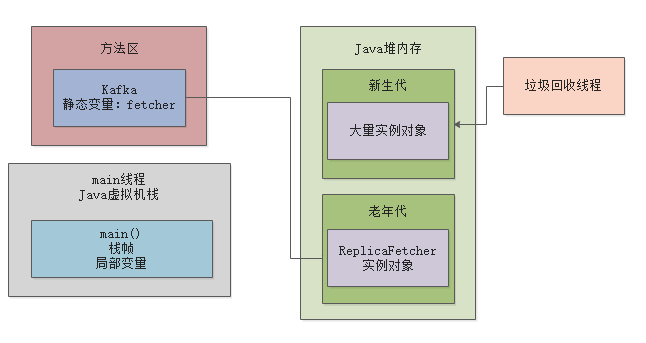 方法区
Kafka
静态变量：fetcher
main线程
Java虚拟机栈
main()
栈帧
局部变量
Java堆内存
新生代
大量实例对象
老年代
ReplicaFetcher
实例对象
垃圾回收线程